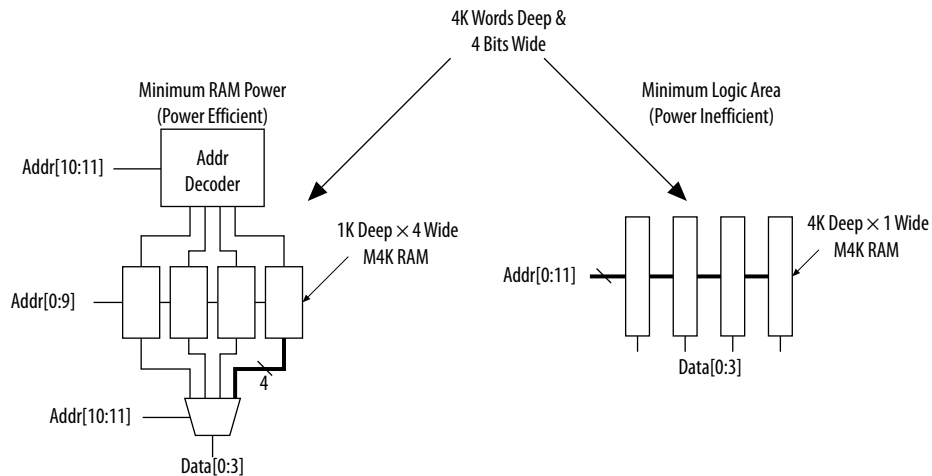 4K Words Deep &
4 Bits Wide
Minimum RAM Power
(Power Efficient)
Minimum Logic Area
(Power Inefficient)
Addr[10:11]
Addr
Decoder
1K Deep × 4 Wide
M4K RAM
4K Deep × 1 Wide
M4K RAM
Addr[0:9]
Addr[0:11]
4
Data[0:3]
Addr[10:11]
Data[0:3]